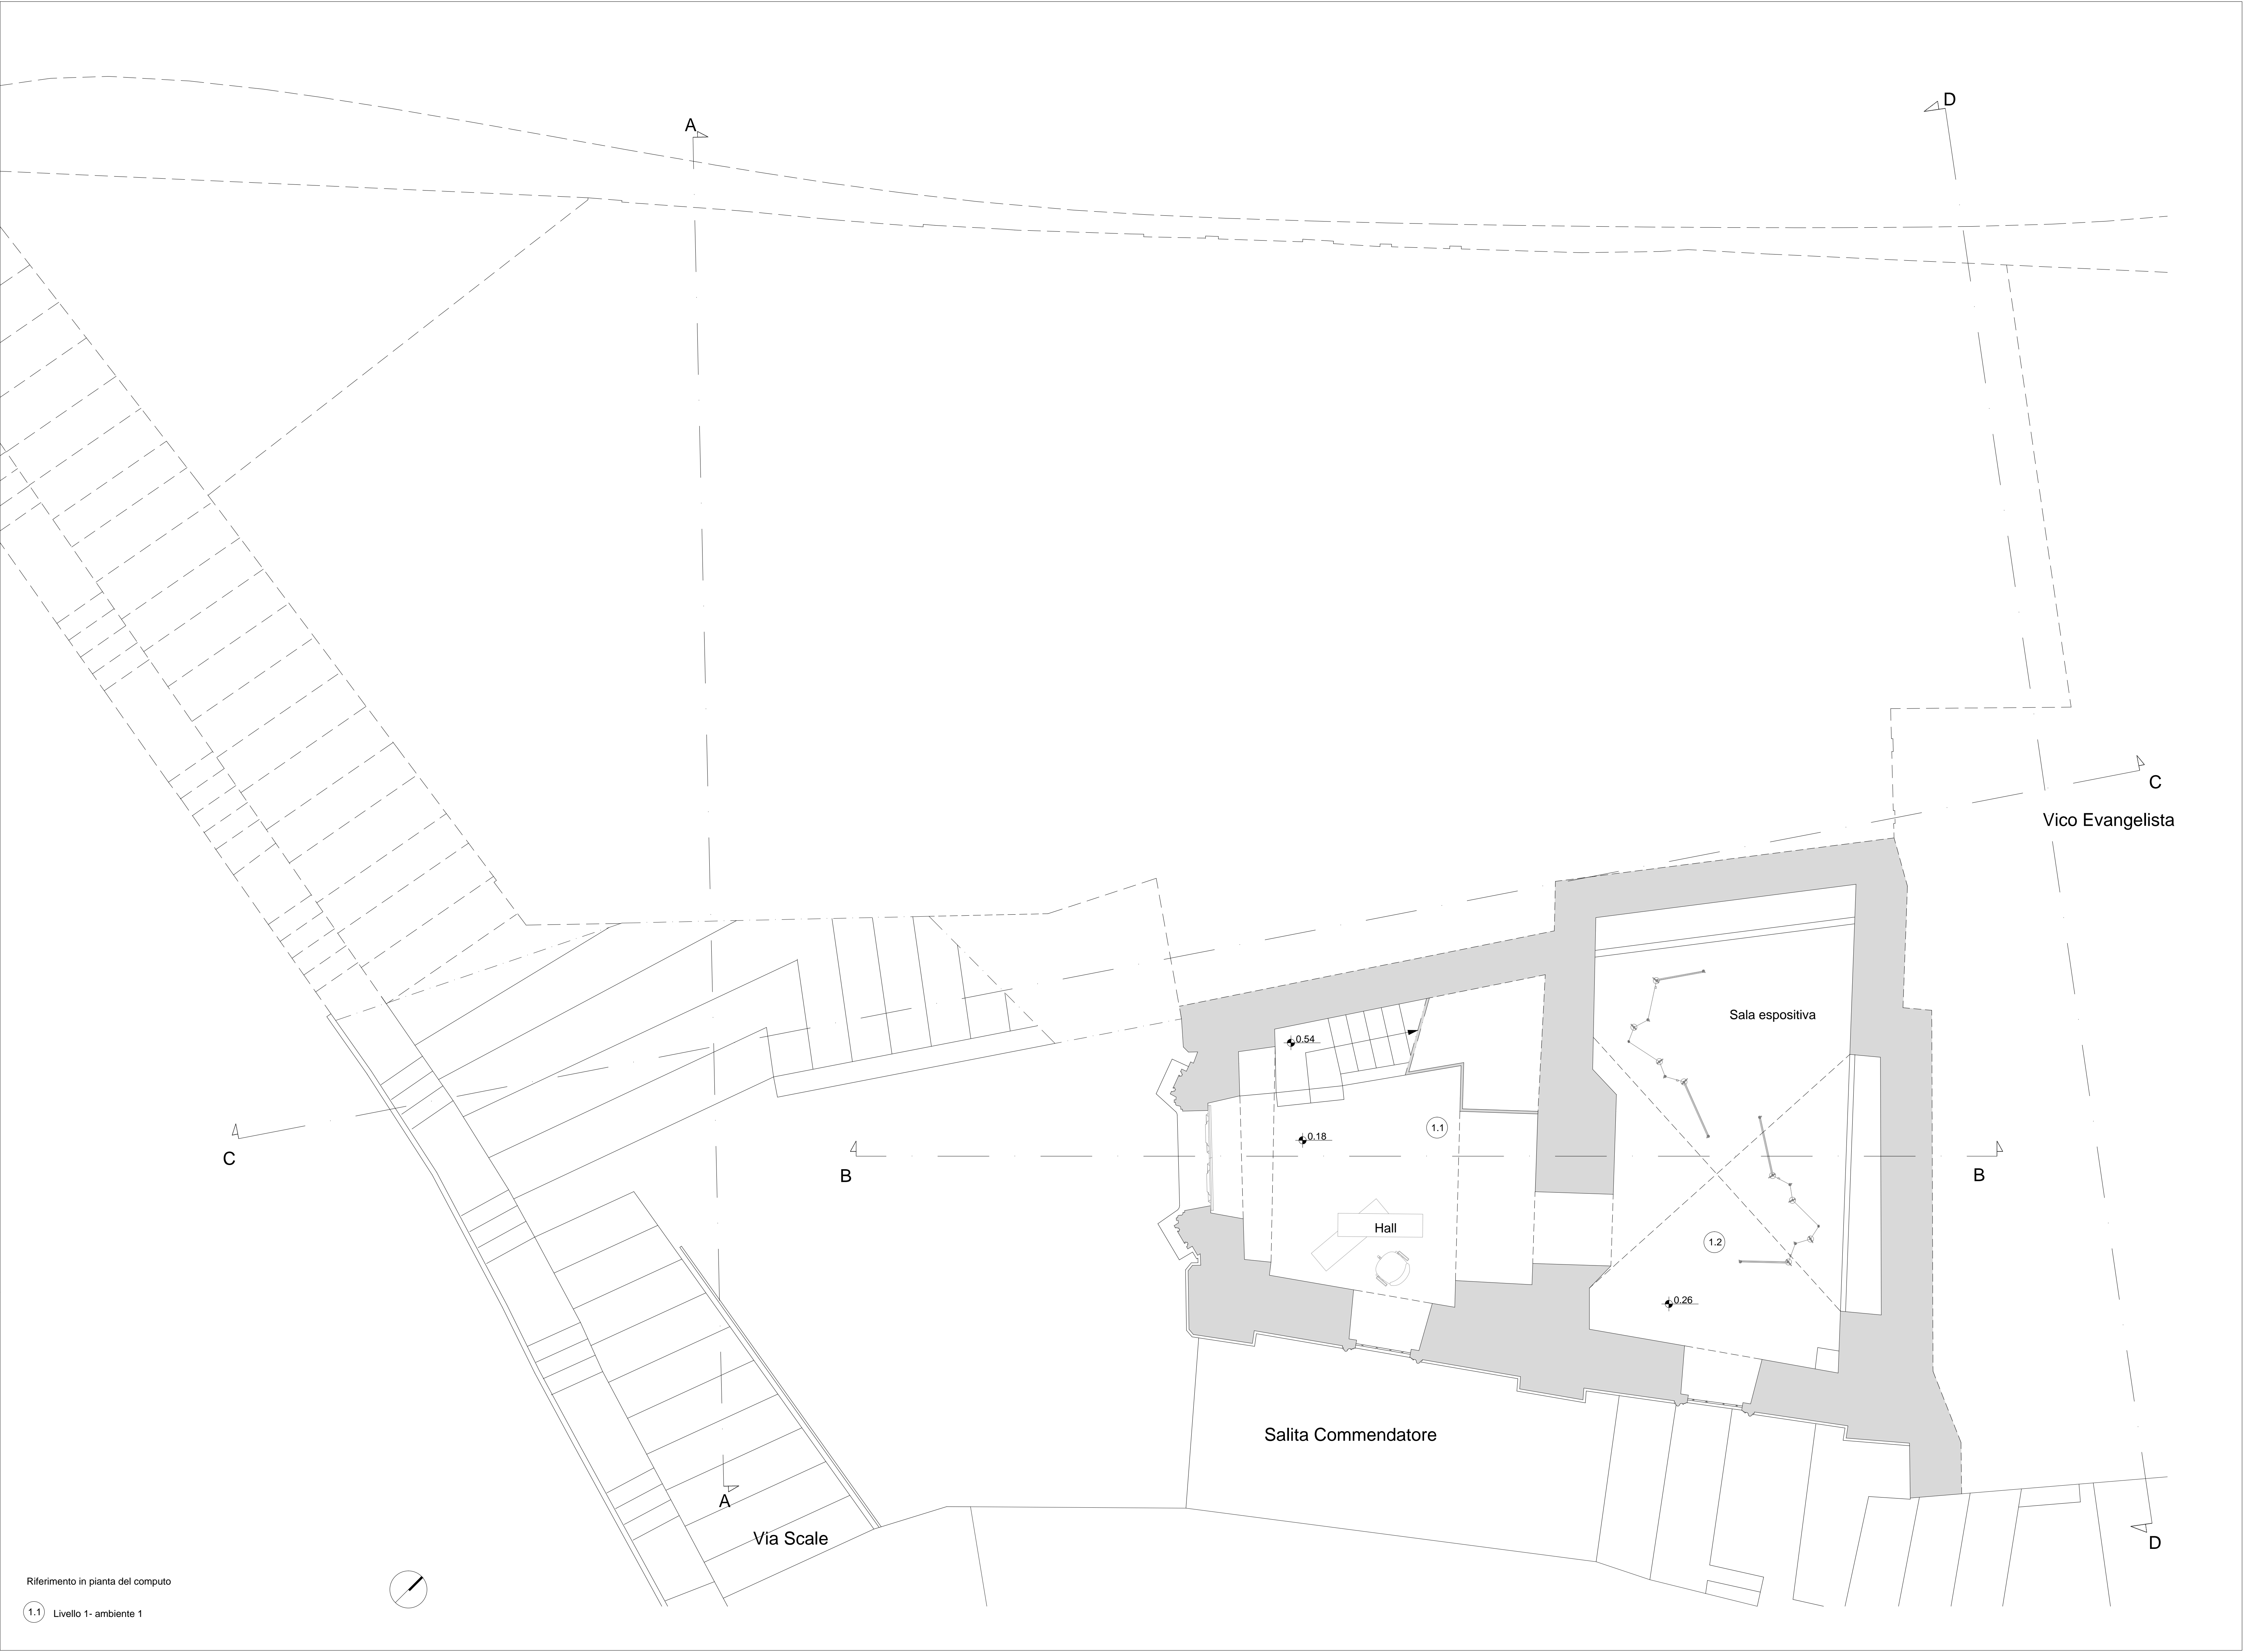 D
A
C
Vico Evangelista
Sala espositiva
0.54
1.1
0.18
C
B
B
Hall
1.2
0.26
Salita Commendatore
A
Via Scale
D
Riferimento in pianta del computo
1.1 Livello 1- ambiente 1